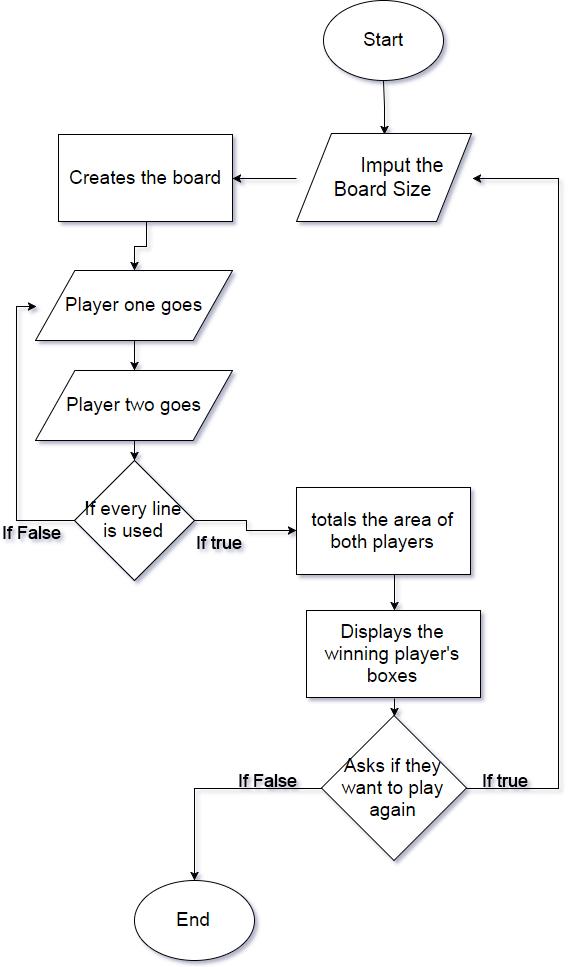 Start
Imput the
Board Size
Creates the board
Player one goes
Player two goes
If every line
is used
If False
If true
totals the area of
both players
Displays the
winning player's
boxes
Asks if they
want to play
again
If False
If true
End